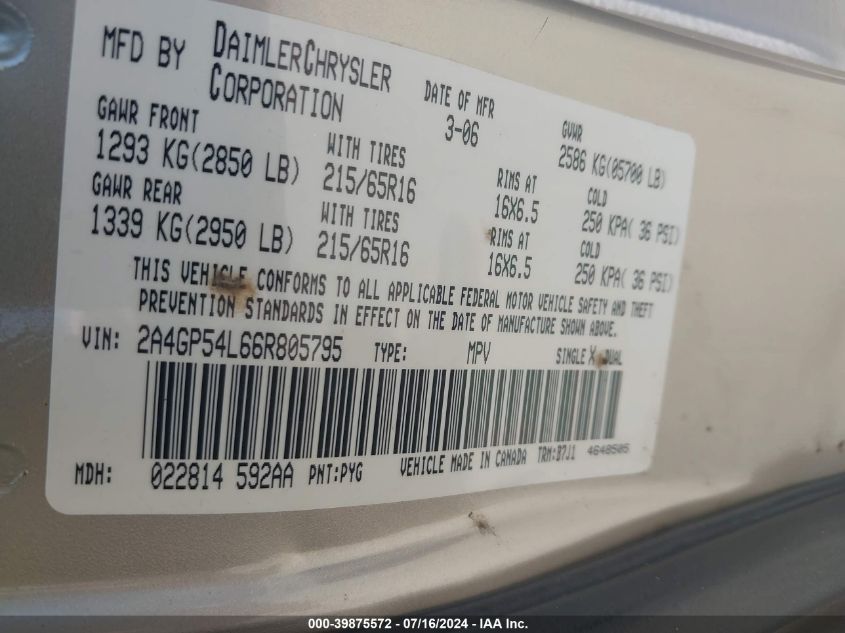 MFD BY DAIMLERCHRYSLER CORPORATION
DATE OF MFR 3-06
GVWR 2586 KG(05700 LB)
GAWR FRONT
1293 KG(2850 LB)
WITH TIRES 215/65R16
RIMS AT 16X6.5
COLD 250 KPA( 36 PSI)
GAWR REAR
1339 KG(2950 LB)
WITH TIRES 215/65R16
RIMS AT 16X6.5
COLD 250 KPA( 36 PSI)
THIS VEHICLE CONFORMS TO ALL APPLICABLE FEDERAL MOTOR VEHICLE SAFETY AND THEFT
PREVENTION STANDARDS IN EFFECT ON THE DATE OF MANUFACTURE SHOWN ABOVE.
VIN: 2A4GP54L66R805795 TYPE: MPV SINGLE X DUAL
MDH: 022814 592AA PNT:PYG VEHICLE MADE IN CANADA TRM:B7J1 4648505
000-39875572 - 07/16/2024 - IAA Inc.